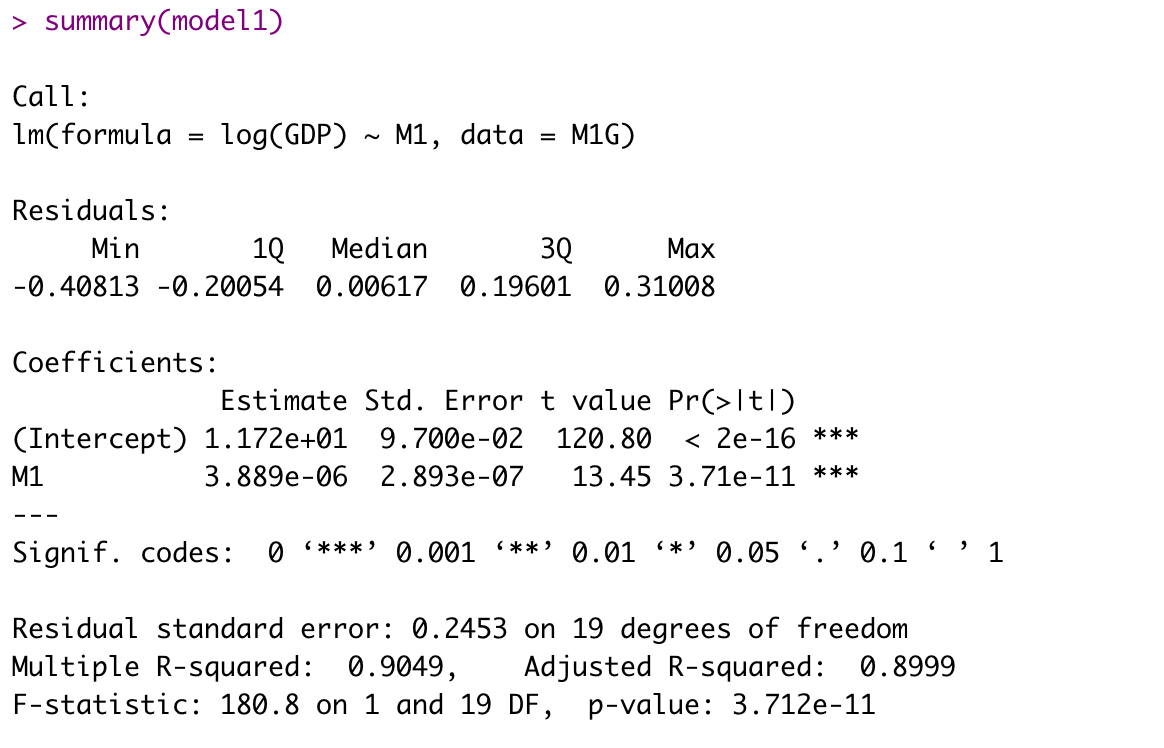 > summary(model1)
Call:
lm(formula = log(GDP) ~ M1, data = M1G)
Residuals:
     Min       1Q   Median       3Q      Max
-0.40813 -0.20054  0.00617  0.19601  0.31008
Coefficients:
             Estimate Std. Error t value Pr(>|t|)
(Intercept) 1.172e+01  9.700e-02  120.80  < 2e-16 ***
M1          3.889e-06  2.893e-07   13.45 3.71e-11 ***
---
Signif. codes:  0 ‘***’ 0.001 ‘**’ 0.01 ‘*’ 0.05 ‘.’ 0.1 ‘ ’ 1
Residual standard error: 0.2453 on 19 degrees of freedom
Multiple R-squared:  0.9049,    Adjusted R-squared:  0.8999
F-statistic: 180.8 on 1 and 19 DF,  p-value: 3.712e-11